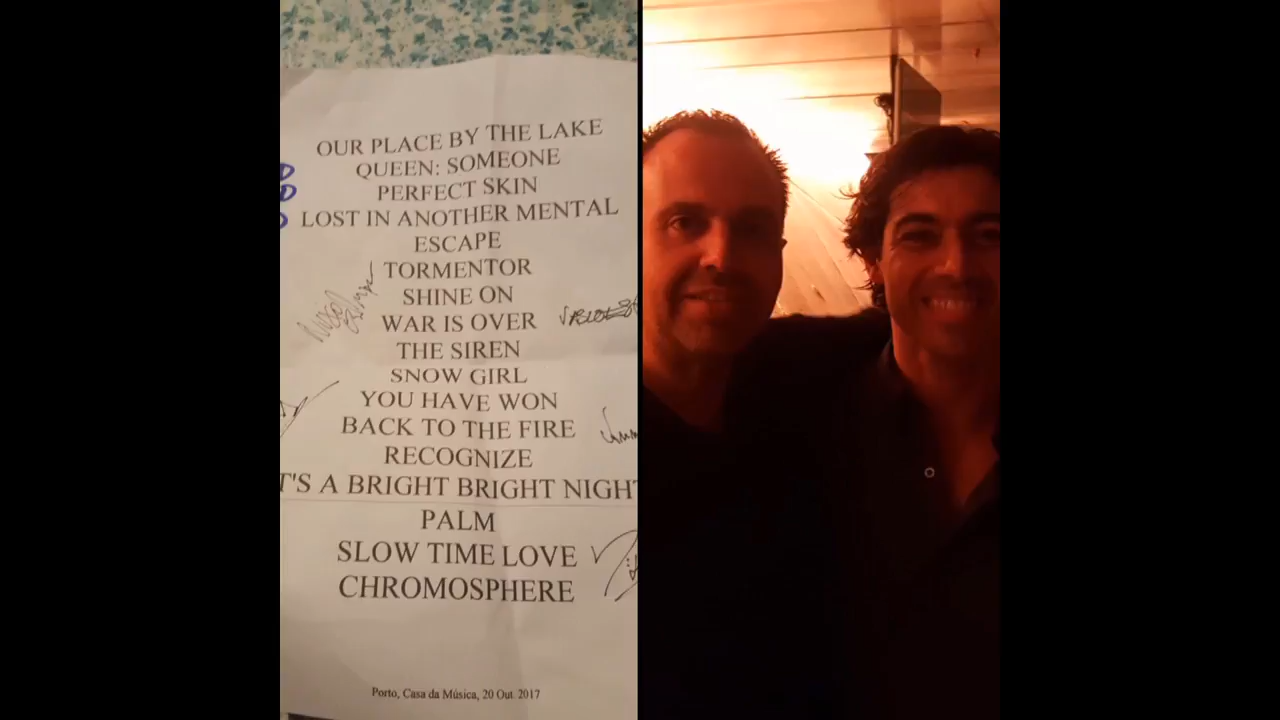 OUR PLACE BY THE LAKE
QUEEN: SOMEONE
PERFECT SKIN
LOST IN ANOTHER MENTAL
ESCAPE
TORMENTOR
SHINE ON
WAR IS OVER
THE SIREN
SNOW GIRL
YOU HAVE WON
BACK TO THE FIRE
RECOGNIZE
T'S A BRIGHT BRIGHT NIGHT
PALM
SLOW TIME LOVE
CHROMOSPHERE
Porto, Casa da Música, 20 Out. 2017